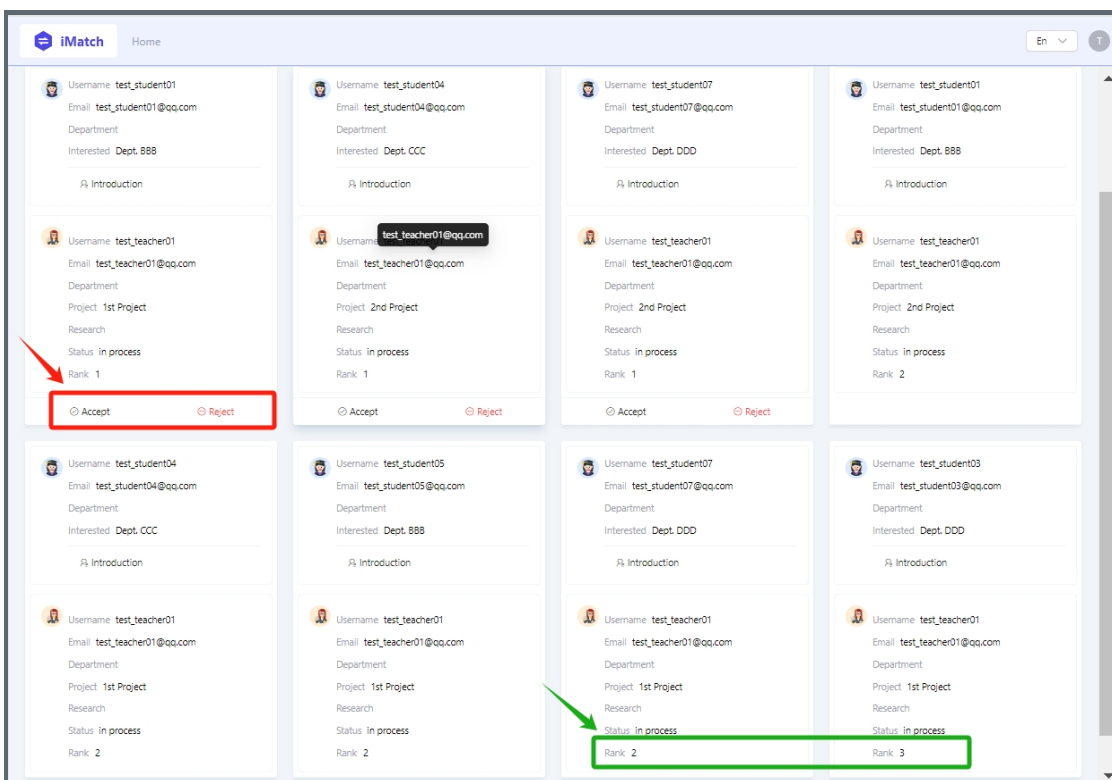 iMatch Home En T
Username test_student01
Email test_student01@qq.com
Department
Interested Dept. BBB
Introduction
Username test_teacher01
Email test_teacher01@qq.com
Department
Project 1st Project
Research
Status in process
Rank 1
Accept Reject
Username test_student04
Email test_student04@qq.com
Department
Interested Dept. CCC
Introduction
test_teacher01@qq.com
Username
Email test_teacher01@qq.com
Department
Project 2nd Project
Research
Status in process
Rank 1
Accept Reject
Username test_student07
Email test_student07@qq.com
Department
Interested Dept. DDD
Introduction
Username test_teacher01
Email test_teacher01@qq.com
Department
Project 2nd Project
Research
Status in process
Rank 1
Accept Reject
Username test_student01
Email test_student01@qq.com
Department
Interested Dept. BBB
Introduction
Username test_teacher01
Email test_teacher01@qq.com
Department
Project 2nd Project
Research
Status in process
Rank 2
Username test_student04
Email test_student04@qq.com
Department
Interested Dept. CCC
Introduction
Username test_teacher01
Email test_teacher01@qq.com
Department
Project 1st Project
Research
Status in process
Rank 2
Username test_student05
Email test_student05@qq.com
Department
Interested Dept. BBB
Introduction
Username test_teacher01
Email test_teacher01@qq.com
Department
Project 1st Project
Research
Status in process
Rank 2
Username test_student07
Email test_student07@qq.com
Department
Interested Dept. DDD
Introduction
Username test_teacher01
Email test_teacher01@qq.com
Department
Project 1st Project
Research
Status in process
Rank 2
Username test_student03
Email test_student03@qq.com
Department
Interested Dept. DDD
Introduction
Username test_teacher01
Email test_teacher01@qq.com
Department
Project 1st Project
Research
Status in process
Rank 3